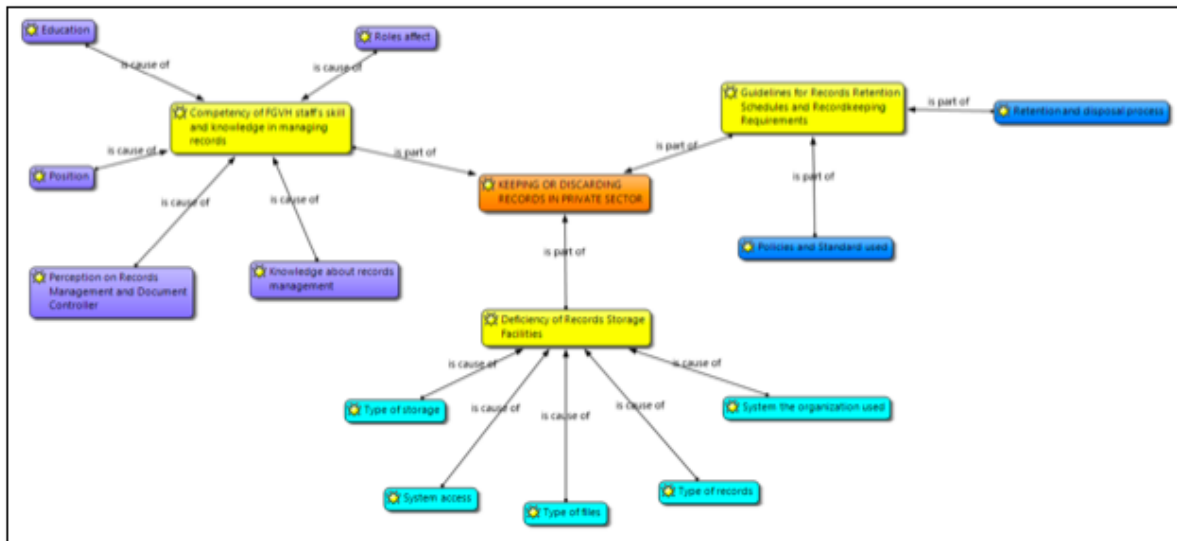 Education
Roles affect
is cause of
is cause of
Competency of FGVH staff's skill
and knowledge in managing
records
Guidelines for Records Retention
Schedules and Recordkeeping
Requirements
is part of
Retention and disposal process
is cause of
Position
is part of
is part of
is part of
KEEPING OR DISCARDING
RECORDS IN PRIVATE SECTOR
is cause of
is cause of
Policies and Standard used
is part of
Perception on Records
Management and Document
Controller
Knowledge about records
management
Deficiency of Records Storage
Facilities
is cause of
is cause of
is cause of
is cause of
is cause of
Type of storage
System the organization used
System access
Type of files
Type of records